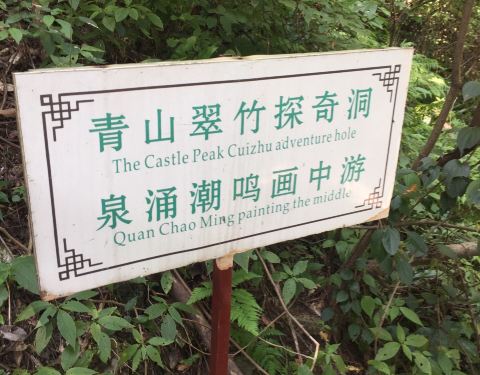 青山翠竹探奇洞
The Castle Peak Cuizhu adventure hole
泉涌潮鸣画中游
Quan Chao Ming painting the middle